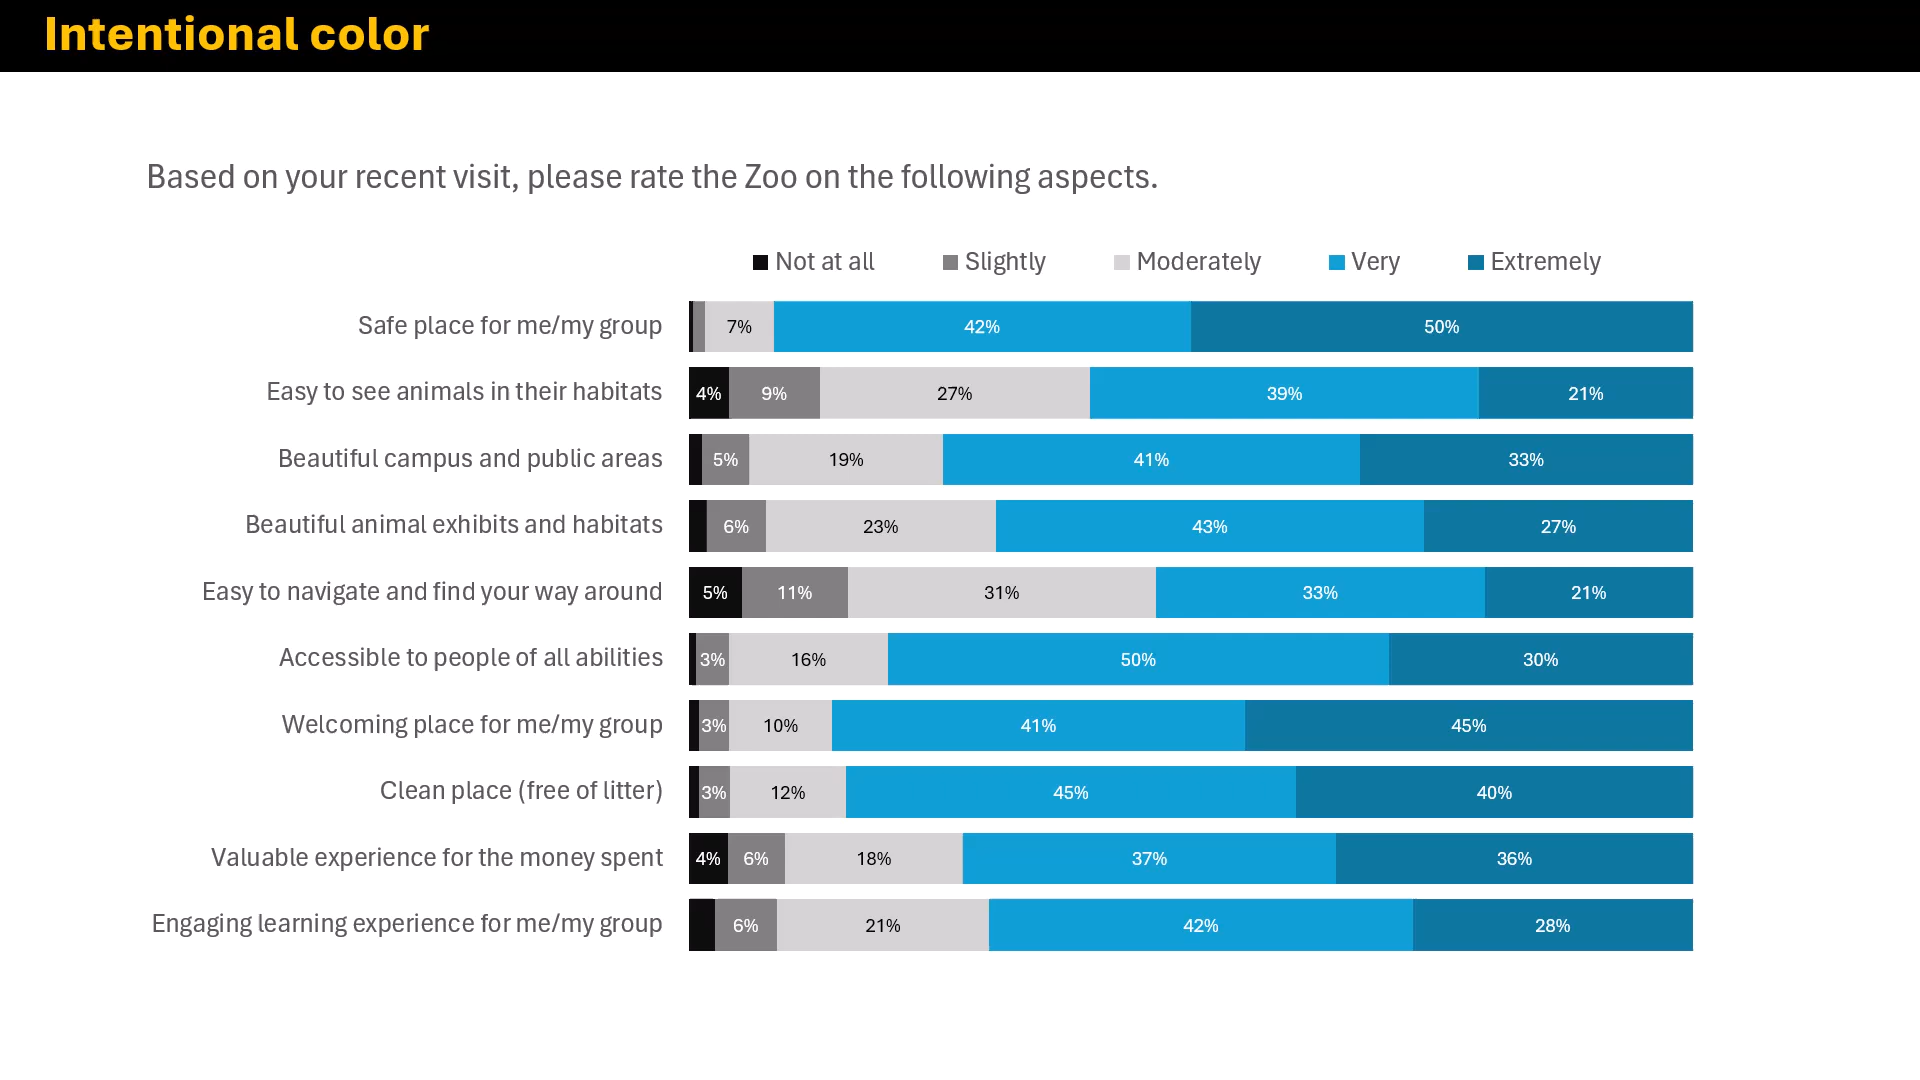 Intentional color
Based on your recent visit, please rate the Zoo on the following aspects.
Not at all Slightly Moderately Very Extremely
Safe place for me/my group 7% 42% 50%
Easy to see animals in their habitats 4% 9% 27% 39% 21%
Beautiful campus and public areas 5% 19% 41% 33%
Beautiful animal exhibits and habitats 6% 23% 43% 27%
Easy to navigate and find your way around 5% 11% 31% 33% 21%
Accessible to people of all abilities 3% 16% 50% 30%
Welcoming place for me/my group 3% 10% 41% 45%
Clean place (free of litter) 3% 12% 45% 40%
Valuable experience for the money spent 4% 6% 18% 37% 36%
Engaging learning experience for me/my group 6% 21% 42% 28%